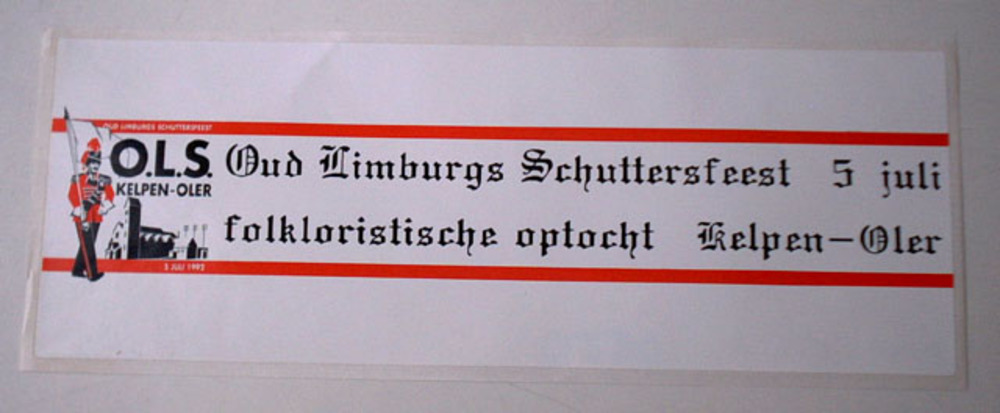 OUD LIMBURGS SCHUTTERSFEEST
O.L.S.
KELPEN-OLER
5 JULI 1992
Oud Limburgs Schuttersfeest 5 juli
folkloristische optocht Kelpen-Oler